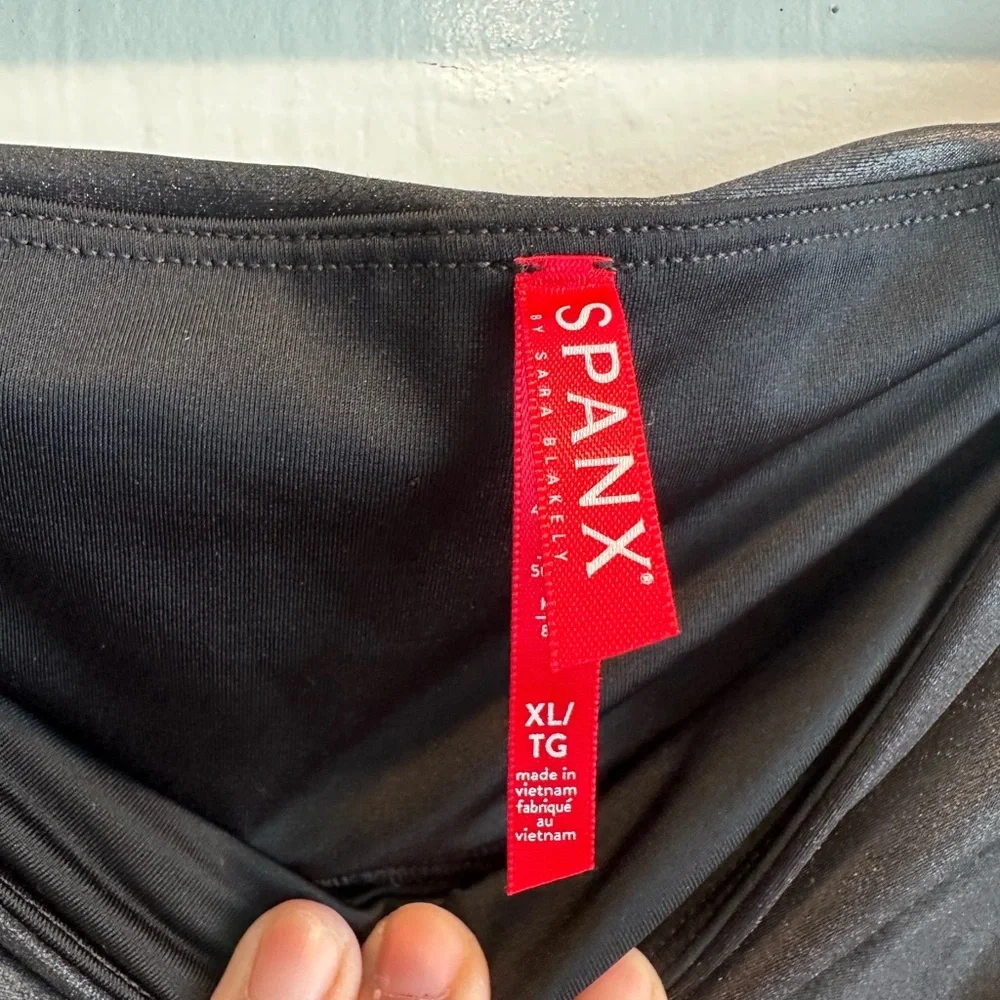 SPANX®
BY SARA BLAKELY
XL/
TG
made in
vietnam
fabriqué
au
vietnam